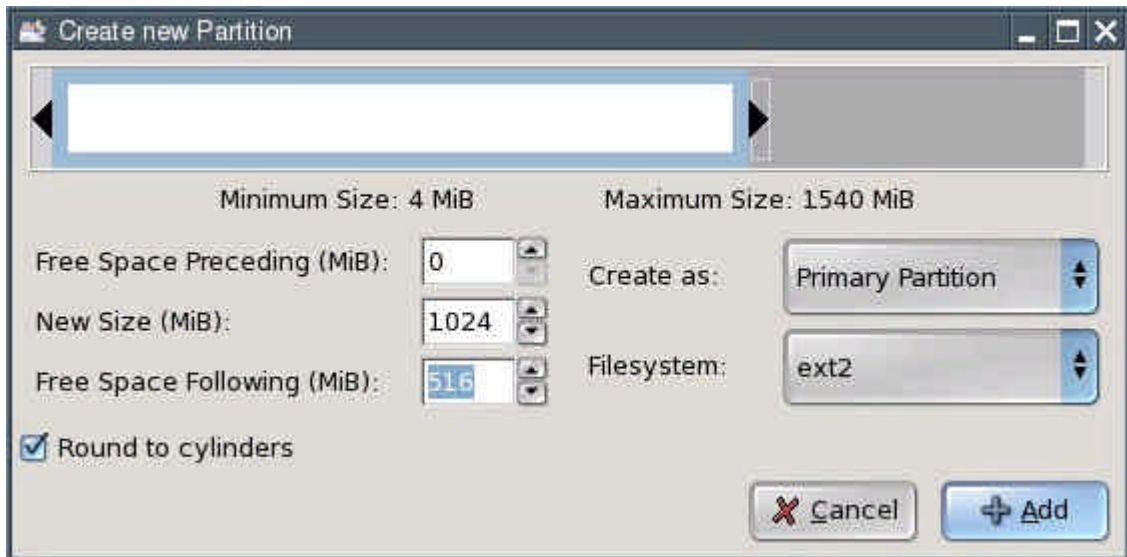 Create new Partition
Minimum Size: 4 MiB Maximum Size: 1540 MiB
Free Space Preceding (MiB): 0
Create as: Primary Partition
New Size (MiB): 1024
Free Space Following (MiB): 516
Filesystem: ext2
Round to cylinders
Cancel Add